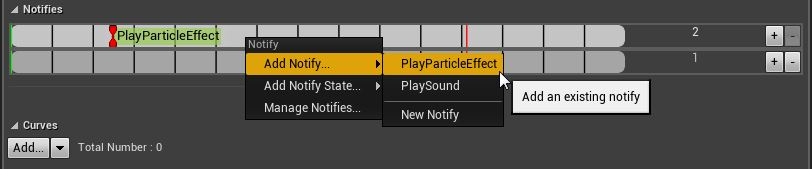 Notifies
PlayParticleEffect
2
Notify
Add Notify...
PlayParticleEffect
1
Add Notify State...
PlaySound
Add an existing notify
Manage Notifies...
New Notify
Curves
Add...
Total Number : 0